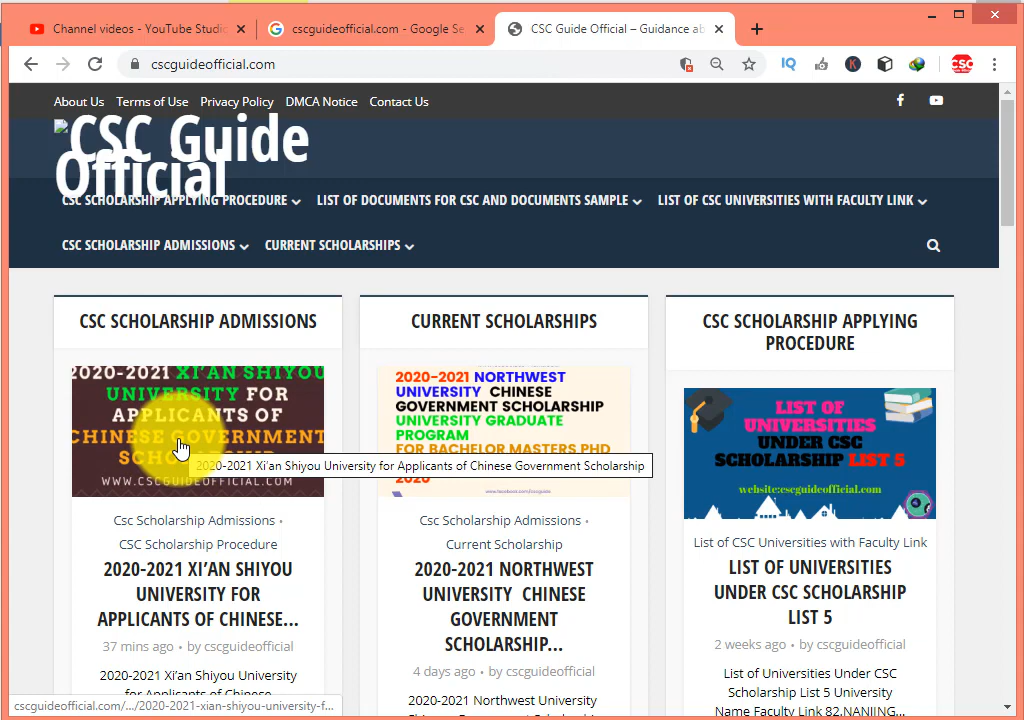 Channel videos - YouTube Studio
cscguideofficial.com - Google Se
CSC Guide Official – Guidance ab
cscguideofficial.com
IQ
K
CSC
About Us
Terms of Use
Privacy Policy
DMCA Notice
Contact Us
CSC Guide
Official
CSC SCHOLARSHIP APPLYING PROCEDURE
LIST OF DOCUMENTS FOR CSC AND DOCUMENTS SAMPLE
LIST OF CSC UNIVERSITIES WITH FACULTY LINK
CSC SCHOLARSHIP ADMISSIONS
CURRENT SCHOLARSHIPS
CSC SCHOLARSHIP ADMISSIONS
2020-2021 XI'AN SHIYOU
UNIVERSITY FOR
APPLICANTS OF
CHINESE GOVERNMENT
SCHO
WWW.CSCGUIDEOFFICIAL.COM
2020-2021 Xi'an Shiyou University for Applicants of Chinese Government Scholarship
Csc Scholarship Admissions •
CSC Scholarship Procedure
2020-2021 XI’AN SHIYOU
UNIVERSITY FOR
APPLICANTS OF CHINESE...
37 mins ago • by cscguideofficial
2020-2021 Xi’an Shiyou University
for Applicants of Chinese
CURRENT SCHOLARSHIPS
2020-2021 NORTHWEST
UNIVERSITY CHINESE
GOVERNMENT SCHOLARSHIP
UNIVERSITY GRADUATE
PROGRAM
FOR BACHELOR MASTERS PHD
2020
www.facebook.com/cscguide
Csc Scholarship Admissions •
Current Scholarship
2020-2021 NORTHWEST
UNIVERSITY CHINESE
GOVERNMENT
SCHOLARSHIP...
4 days ago • by cscguideofficial
2020-2021 Northwest University
CSC SCHOLARSHIP APPLYING
PROCEDURE
LIST OF
UNIVERSITIES
UNDER CSC
SCHOLARSHIP LIST 5
website:cscguideofficial.com
List of CSC Universities with Faculty Link
LIST OF UNIVERSITIES
UNDER CSC SCHOLARSHIP
LIST 5
2 weeks ago • by cscguideofficial
List of Universities Under CSC
Scholarship List 5 University
Name Faculty Link 82.NANJING...
cscguideofficial.com/.../2020-2021-xian-shiyou-university-f...